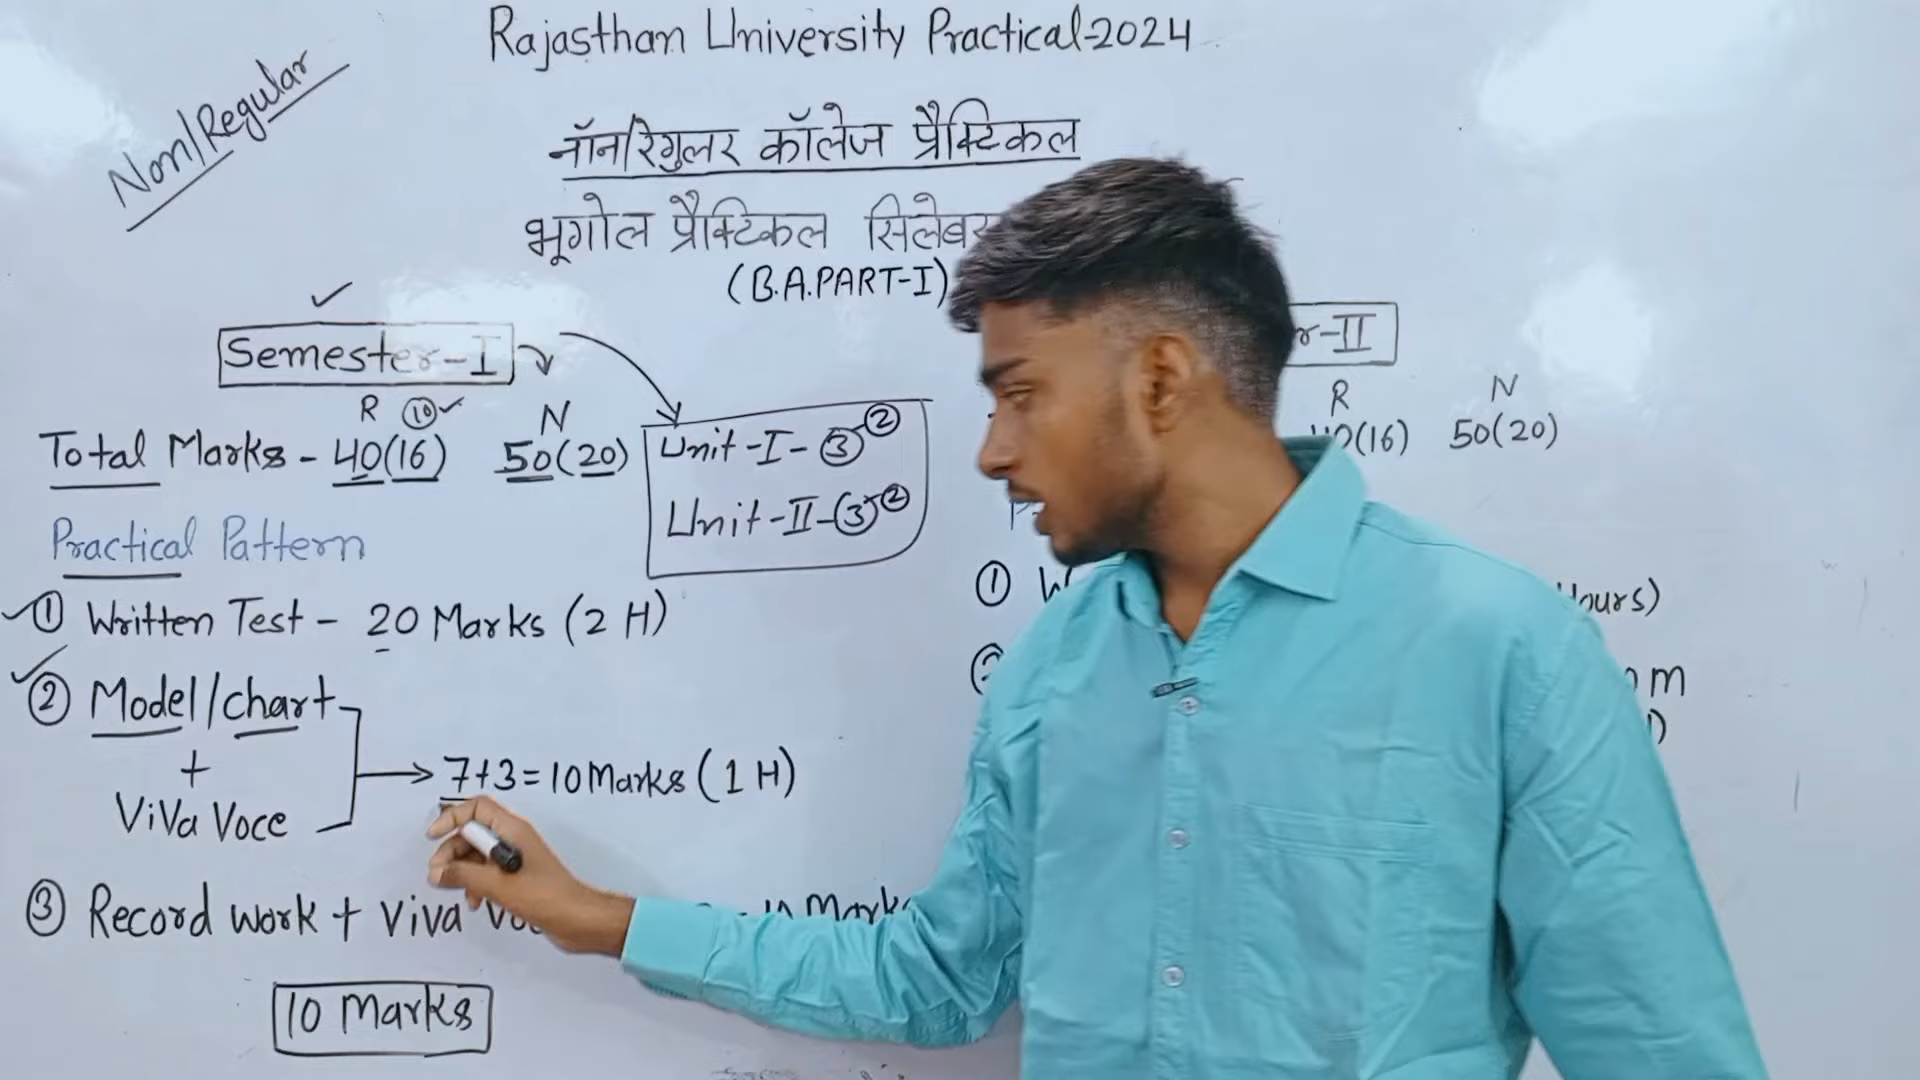 Rajasthan University Practical-2024
Non/Regular
नॉन/रेगुलर कॉलेज प्रैक्टिकल
भूगोल प्रैक्टिकल
(B.A.PART-I)
Semester-I
R 10 N
Total Marks - 40(16) 50(20)
Unit-I-3 2
Unit-II-3 2
Practical Pattern
1 Written Test - 20 Marks (2 H)
2 Model/chart
+
ViVa Voce
7+3=10 Marks (1 H)
3 Record work + Viva
10 Marks
II
R N
(16) 50(20)
1